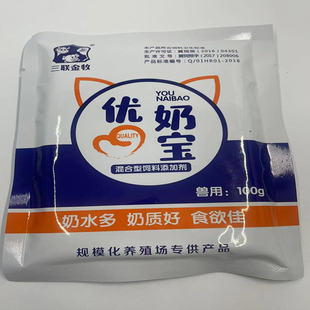 三联金牧
Q/01HR01-2016
YOU
NAIBAO
优奶宝
QUALITY
混合型饲料添加剂
兽用：100g
奶水多 奶质好 食欲佳
规模化养殖场专供产品